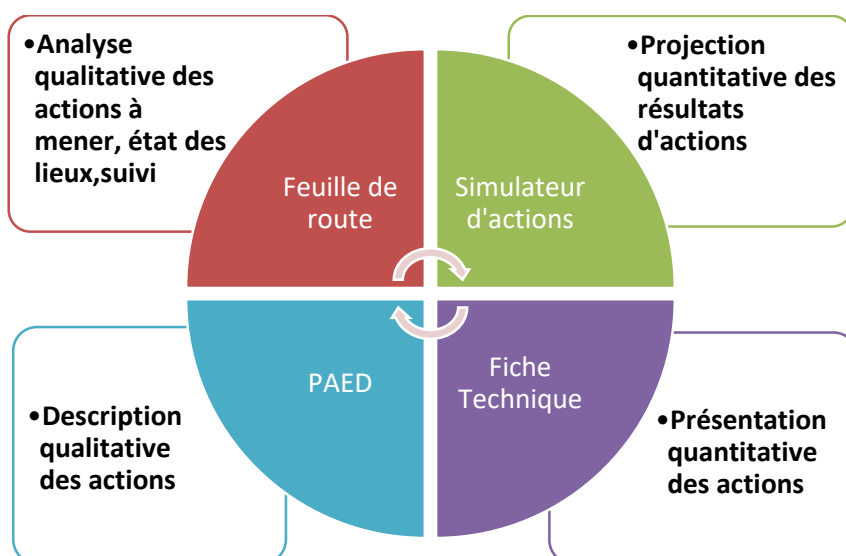 •Analyse
qualitative des
actions à
mener, état des
lieux,suivi
•Projection
quantitative des
résultats
d'actions
Feuille de
route
Simulateur
d'actions
PAED
Fiche
Technique
•Description
qualitative
des actions
•Présentation
quantitative
des actions